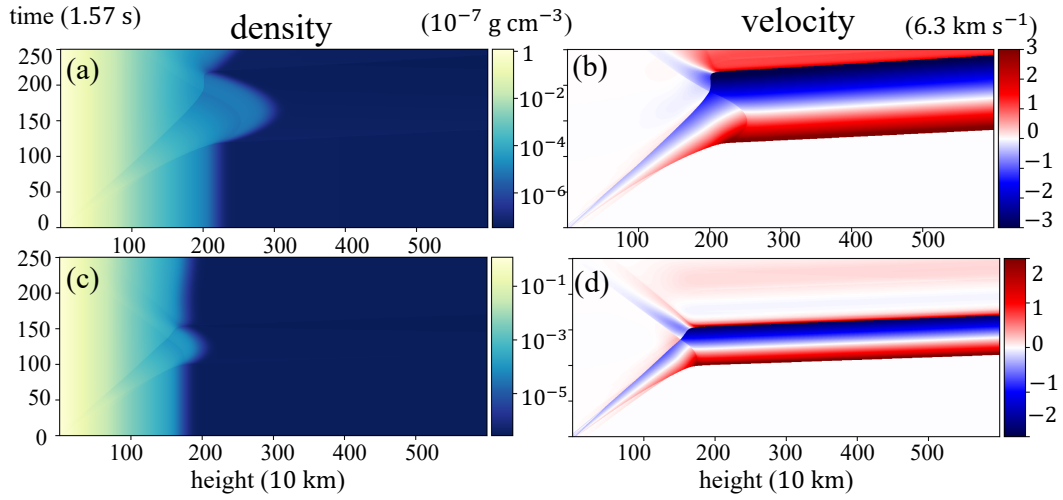 time (1.57 s) density (10⁻⁷ g cm⁻³) velocity (6.3 km s⁻¹)
250 (a) 1 (b) 3
200 10⁻² 2
150 1
100 10⁻⁴ 0
−1
50 10⁻⁶ −2
0 −3
100 200 300 400 500 100 200 300 400 500
250 (c) 10⁻¹ (d) 2
200 1
150 10⁻³ 0
100
50 10⁻⁵ −1
0 −2
100 200 300 400 500 100 200 300 400 500
height (10 km) height (10 km)